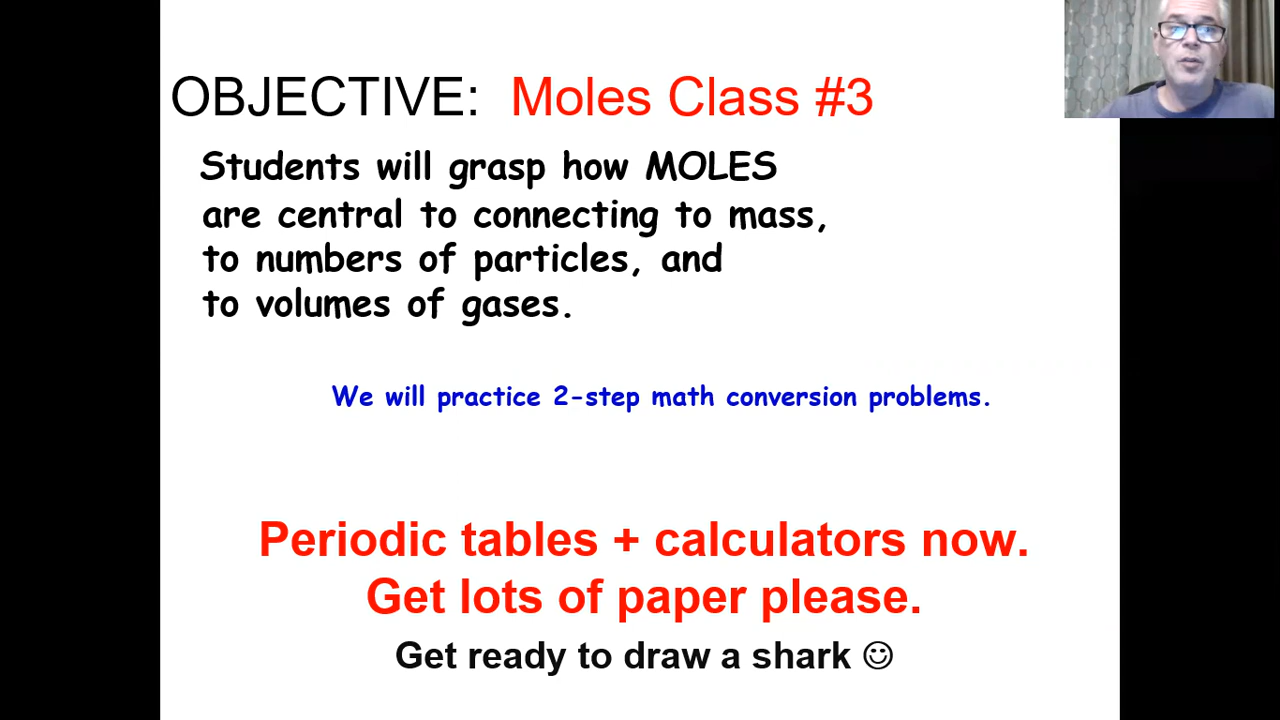 OBJECTIVE: Moles Class #3
Students will grasp how MOLES
are central to connecting to mass,
to numbers of particles, and
to volumes of gases.
We will practice 2-step math conversion problems.
Periodic tables + calculators now.
Get lots of paper please.
Get ready to draw a shark ☺